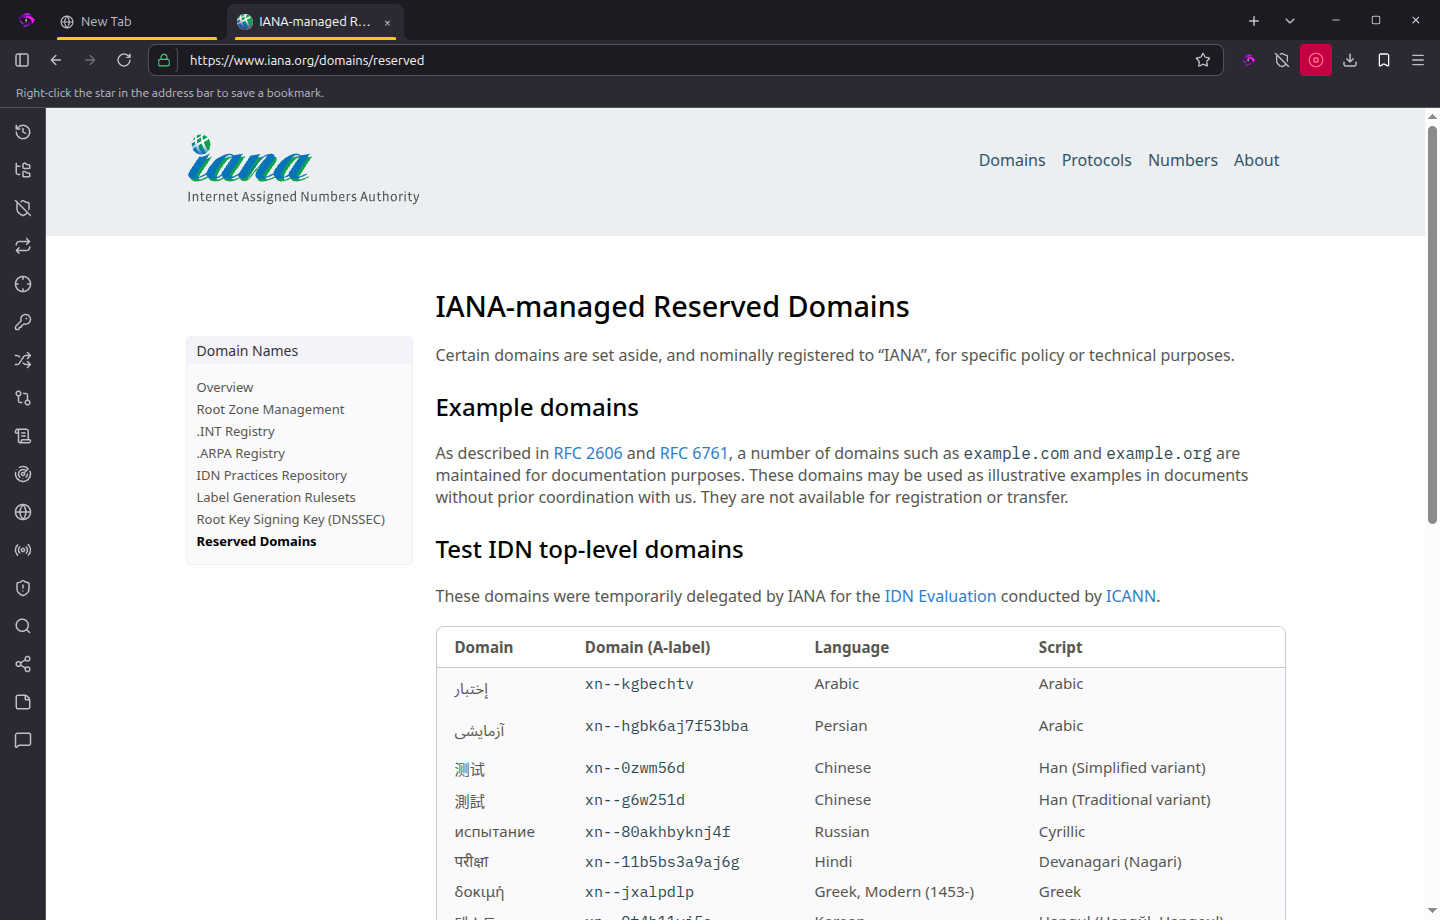 New Tab
IANA-managed R…
https://www.iana.org/domains/reserved
Right-click the star in the address bar to save a bookmark.
iana
Internet Assigned Numbers Authority
Domains Protocols Numbers About
IANA-managed Reserved Domains
Domain Names
Overview
Root Zone Management
.INT Registry
.ARPA Registry
IDN Practices Repository
Label Generation Rulesets
Root Key Signing Key (DNSSEC)
Reserved Domains
Certain domains are set aside, and nominally registered to “IANA”, for specific policy or technical purposes.
Example domains
As described in RFC 2606 and RFC 6761, a number of domains such as example.com and example.org are
maintained for documentation purposes. These domains may be used as illustrative examples in documents
without prior coordination with us. They are not available for registration or transfer.
Test IDN top-level domains
These domains were temporarily delegated by IANA for the IDN Evaluation conducted by ICANN.
Domain Domain (A-label) Language Script
إختبار xn--kgbechtv Arabic Arabic
آزمایشی xn--hgbk6aj7f53bba Persian Arabic
测试 xn--0zwm56d Chinese Han (Simplified variant)
測試 xn--g6w251d Chinese Han (Traditional variant)
испытание xn--80akhbyknj4f Russian Cyrillic
परीक्षा xn--11b5bs3a9aj6g Hindi Devanagari (Nagari)
δοκιμή xn--jxalpdlp Greek, Modern (1453-) Greek